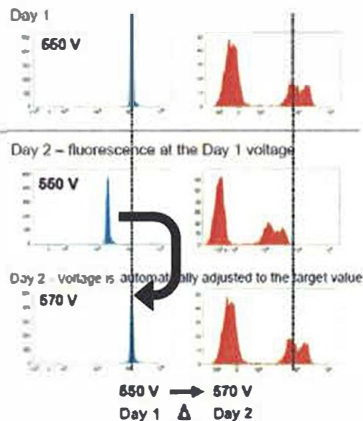 Day 1
550 V
Day 2 – fluorescence at the Day 1 voltage
550 V
Day 2 - Voltage is automatically adjusted to the target value
570 V
550 V → 570 V
Day 1 Δ Day 2